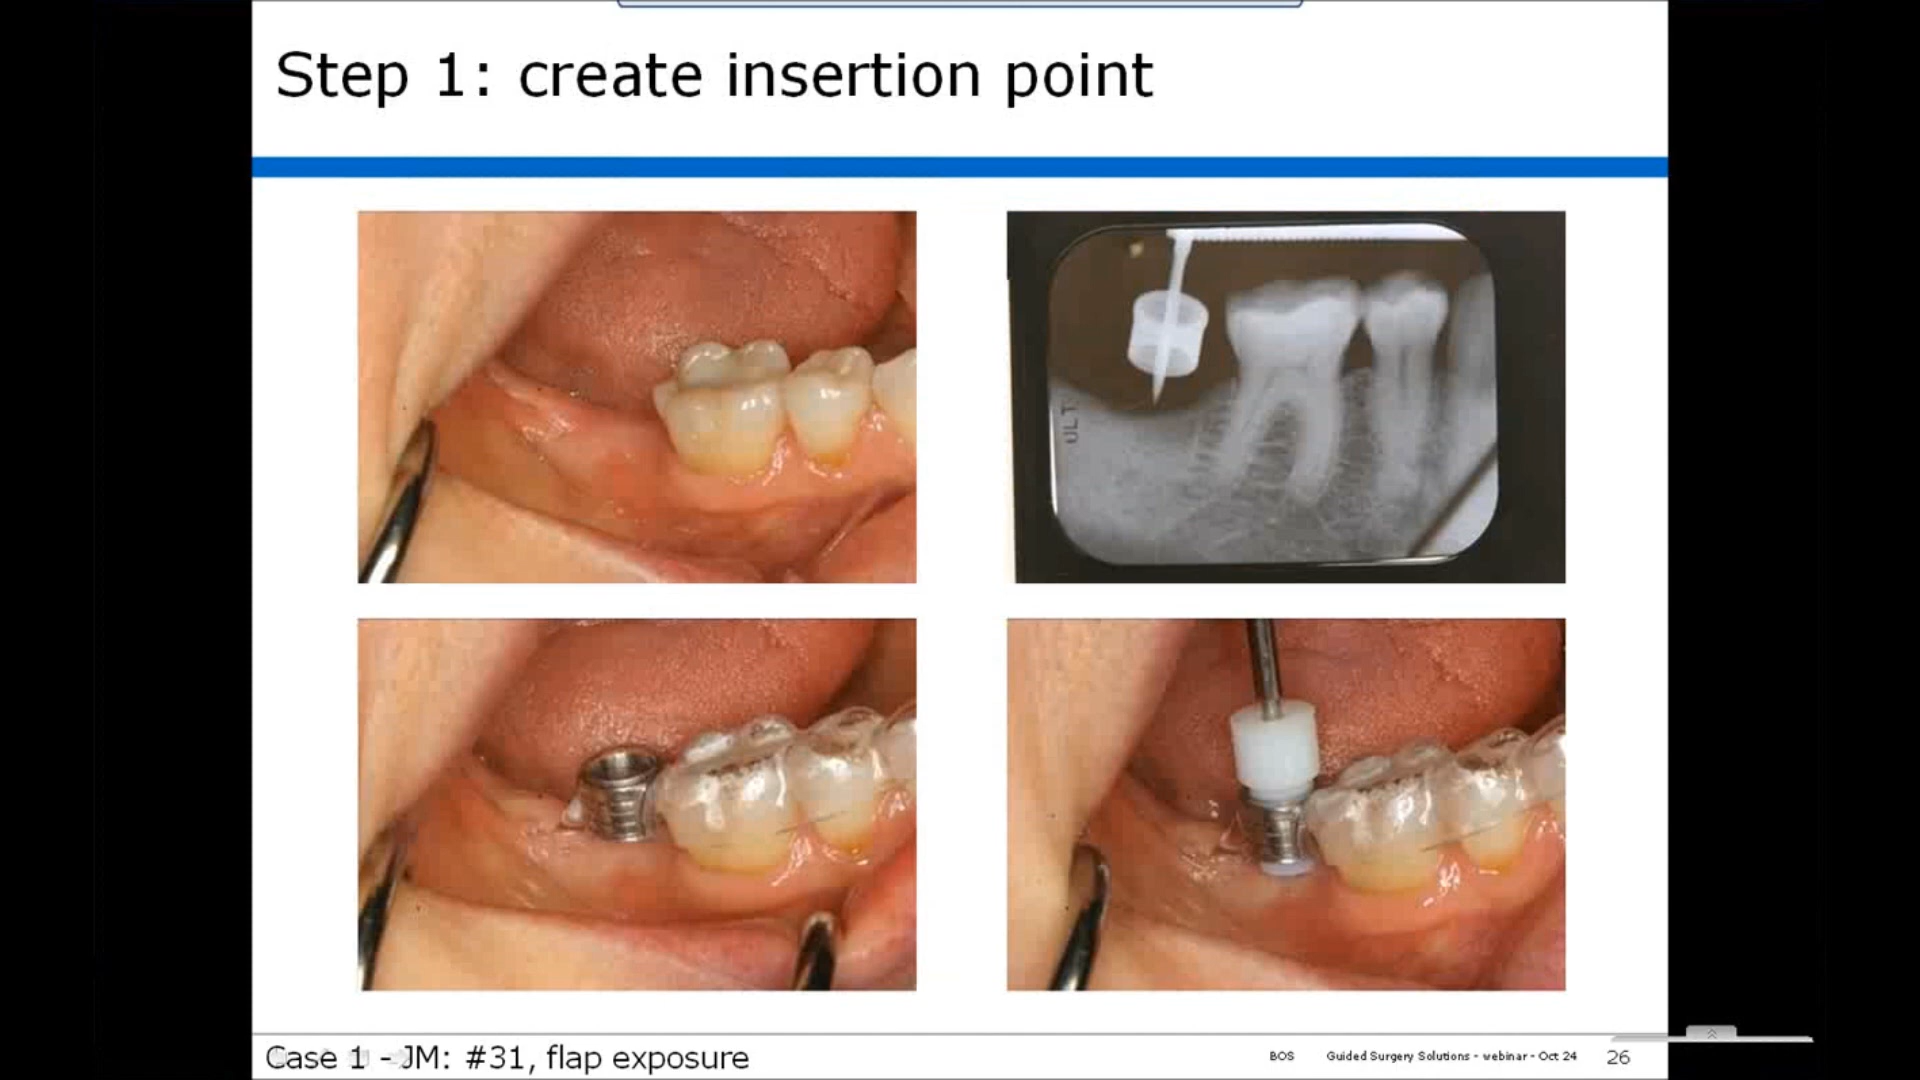 Step 1: create insertion point
ULT
Case 1 - JM: #31, flap exposure
BOS Guided Surgery Solutions - webinar - Oct 24 26